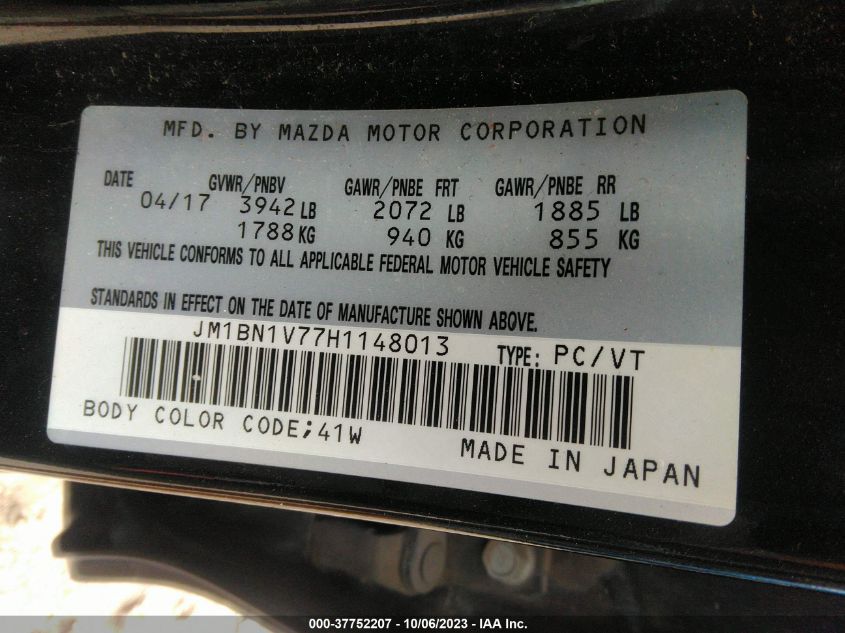 MFD. BY MAZDA MOTOR CORPORATION
DATE GVWR/PNBV GAWR/PNBE FRT GAWR/PNBE RR
04/17 3942 LB 2072 LB 1885 LB
1788 KG 940 KG 855 KG
THIS VEHICLE CONFORMS TO ALL APPLICABLE FEDERAL MOTOR VEHICLE SAFETY
STANDARDS IN EFFECT ON THE DATE OF MANUFACTURE SHOWN ABOVE.
JM1BN1V77H1148013 TYPE: PC/VT
BODY COLOR CODE;41W
MADE IN JAPAN
000-37752207 - 10/06/2023 - IAA Inc.